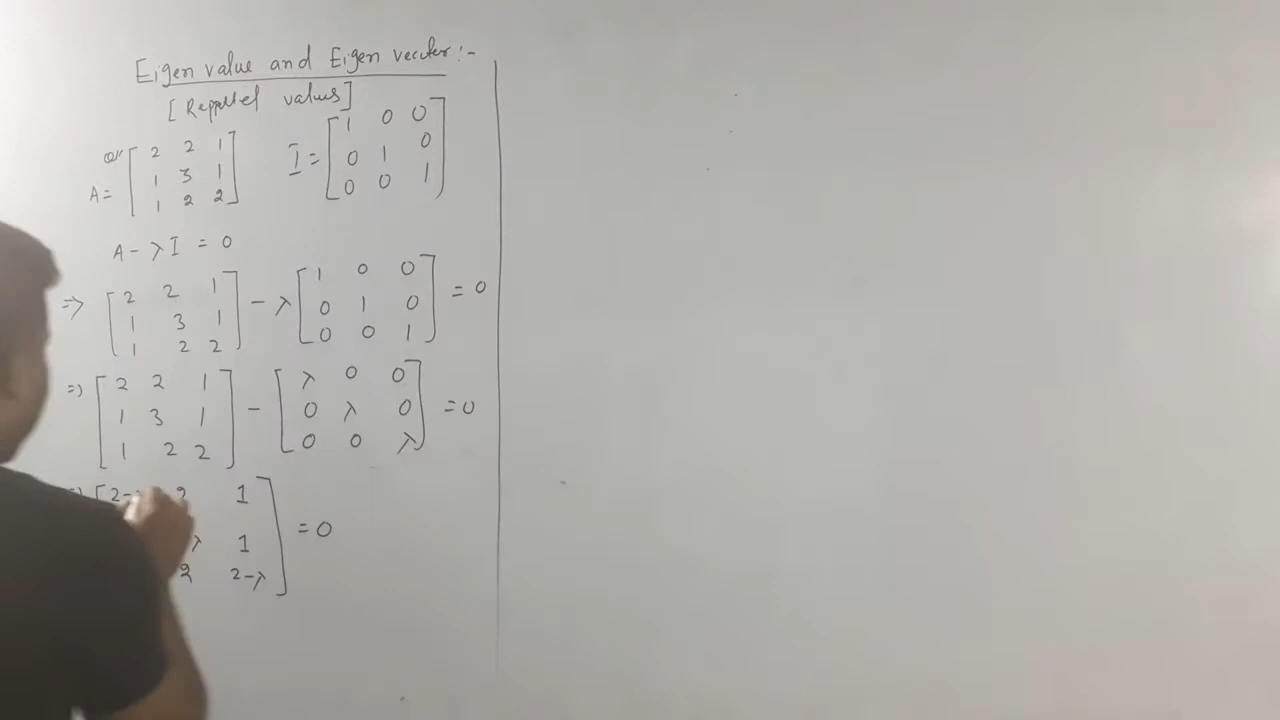 Eigen value and Eigen vecuter :-
[ values]
A = [ 2 2 1   I = [ 1 0 0
1 3 1   0 1 0
1 2 2 ]   0 0 1 ]
A - λ I = 0
=> [ 2 2 1   - λ [ 1 0 0   = 0
1 3 1   0 1 0
1 2 2 ]   0 0 1 ]
=> [ 2 2 1   - [ λ 0 0   = 0
1 3 1   0 λ 0
1 2 2 ]   0 0 λ ]
[ 2- 2 1
λ 1   = 0
2 2-λ ]